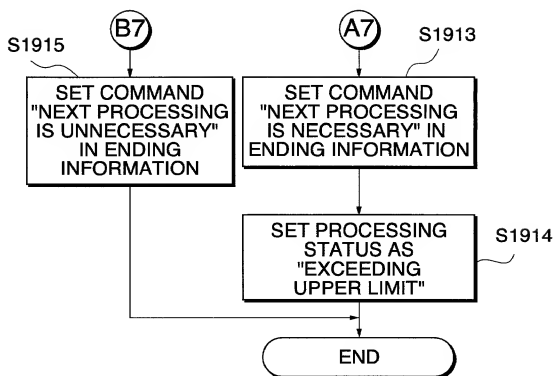 B7
A7
S1915
S1913
SET COMMAND
"NEXT PROCESSING
IS UNNECESSARY"
IN ENDING
INFORMATION
SET COMMAND
"NEXT PROCESSING
IS NECESSARY" IN
ENDING INFORMATION
SET PROCESSING
STATUS AS
"EXCEEDING
UPPER LIMIT"
S1914
END